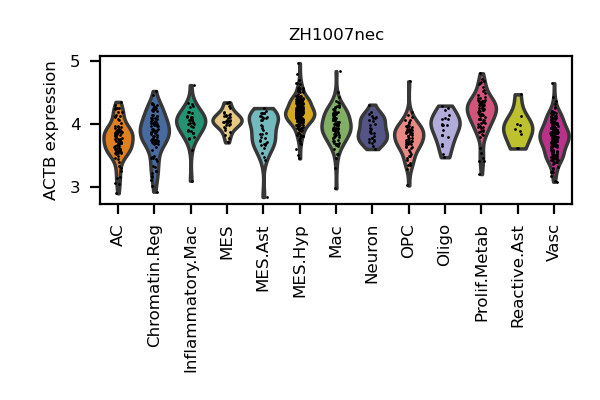 ZH1007nec
ACTB expression
5
4
3
AC
Chromatin.Reg
Inflammatory.Mac
MES
MES.Ast
MES.Hyp
Mac
Neuron
OPC
Oligo
Prolif.Metab
Reactive.Ast
Vasc